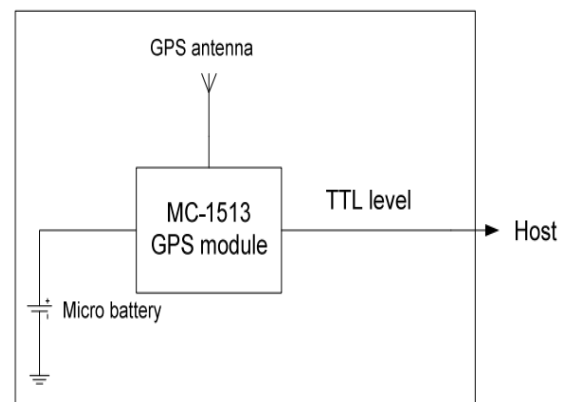 GPS antenna
MC-1513
GPS module
TTL level
Host
+
-
Micro battery